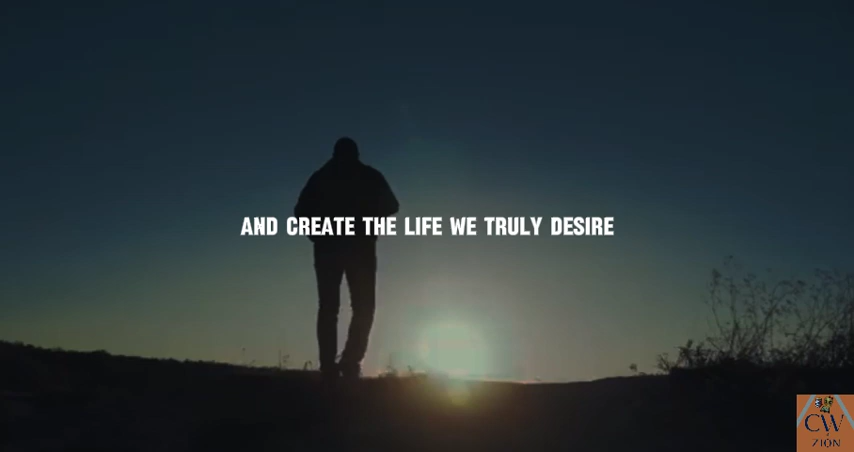 AND CREATE THE LIFE WE TRULY DESIRE
CW
ZION